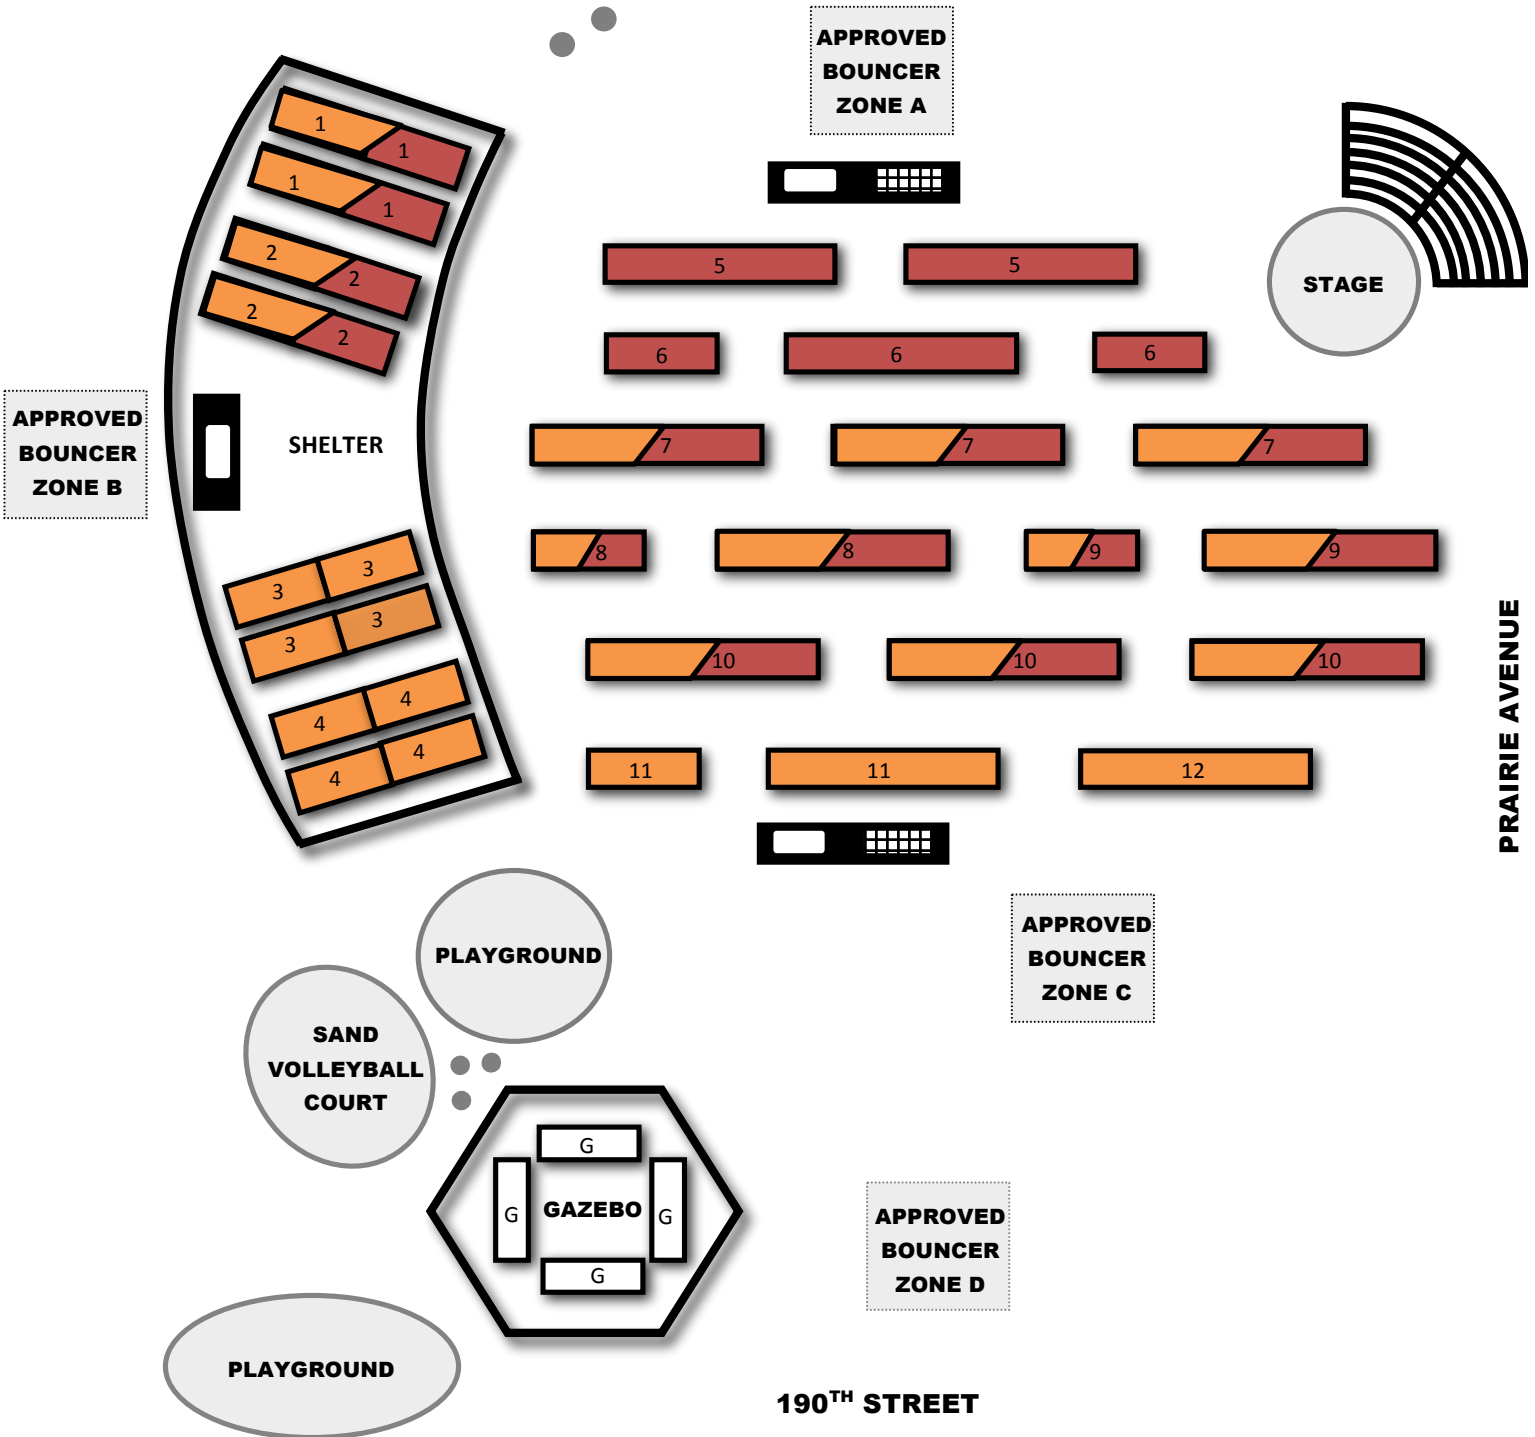 APPROVED
BOUNCER
ZONE A
1
1
1
1
2
2
2
2
STAGE
5
5
6
6
6
APPROVED
BOUNCER
ZONE B
SHELTER
7
7
7
8
8
9
9
3
3
3
3
10
10
10
4
4
4
4
11
11
12
PRAIRIE AVENUE
PLAYGROUND
APPROVED
BOUNCER
ZONE C
SAND
VOLLEYBALL
COURT
G
G
GAZEBO
G
G
APPROVED
BOUNCER
ZONE D
PLAYGROUND
190TH STREET